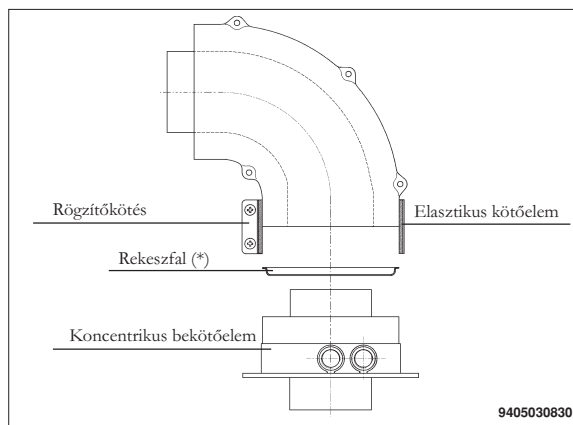 Rögzítőkötés
Elasztikus kötőelem
Rekeszfal (*)
Koncentrikus bekötőelem
9405030830